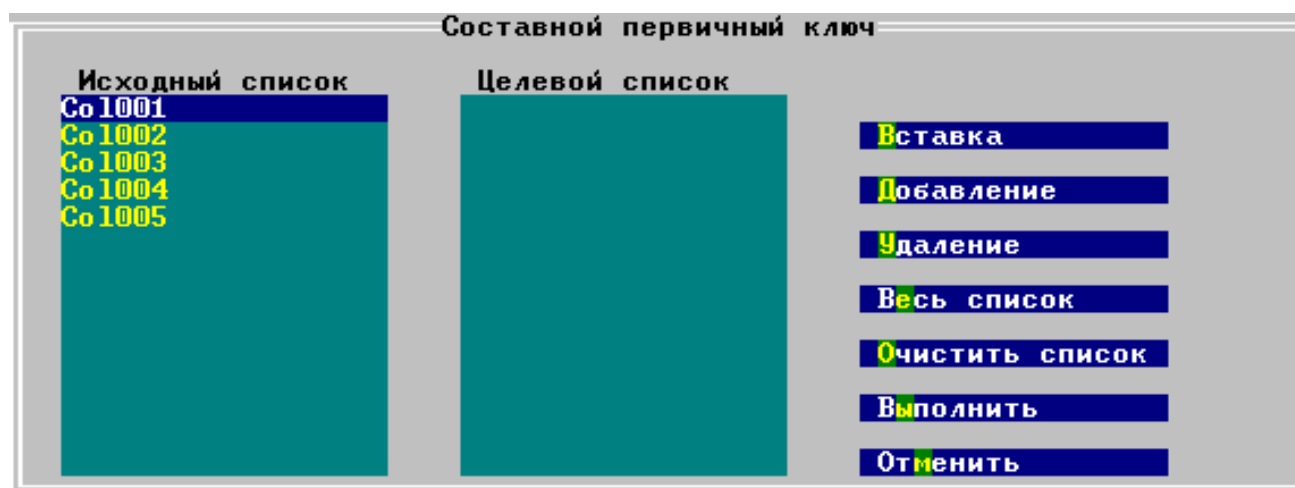 Составной первичный ключ
Исходный список
Целевой список
Col001
Col002
Col003
Col004
Col005
Вставка
Добавление
Удаление
Весь список
Очистить список
Выполнить
Отменить